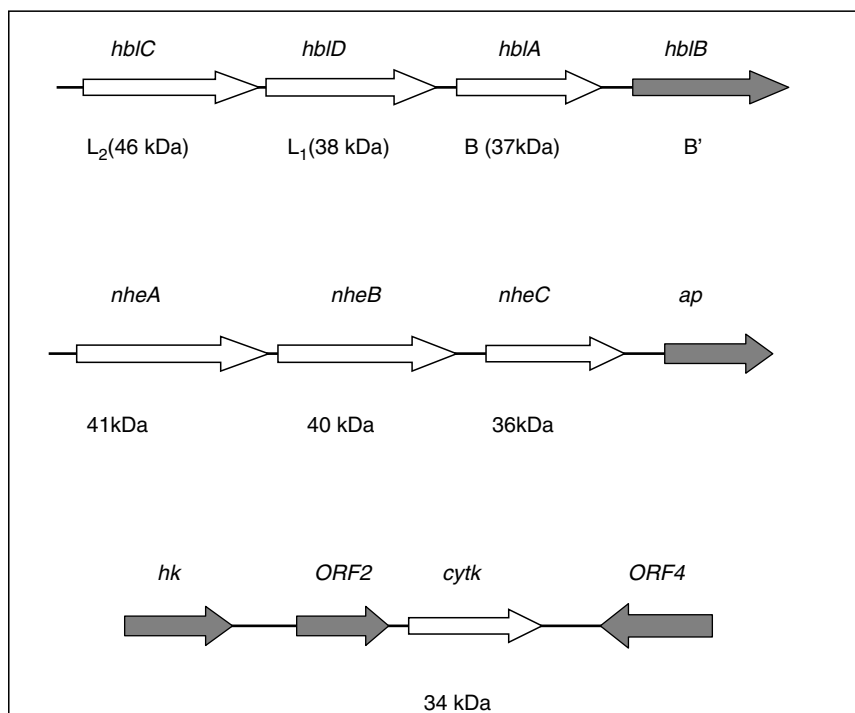 hblC hblD hblA hblB
L₂(46 kDa) L₁(38 kDa) B (37kDa) B'
nheA nheB nheC ap
41kDa 40 kDa 36kDa
hk ORF2 cytk ORF4
34 kDa